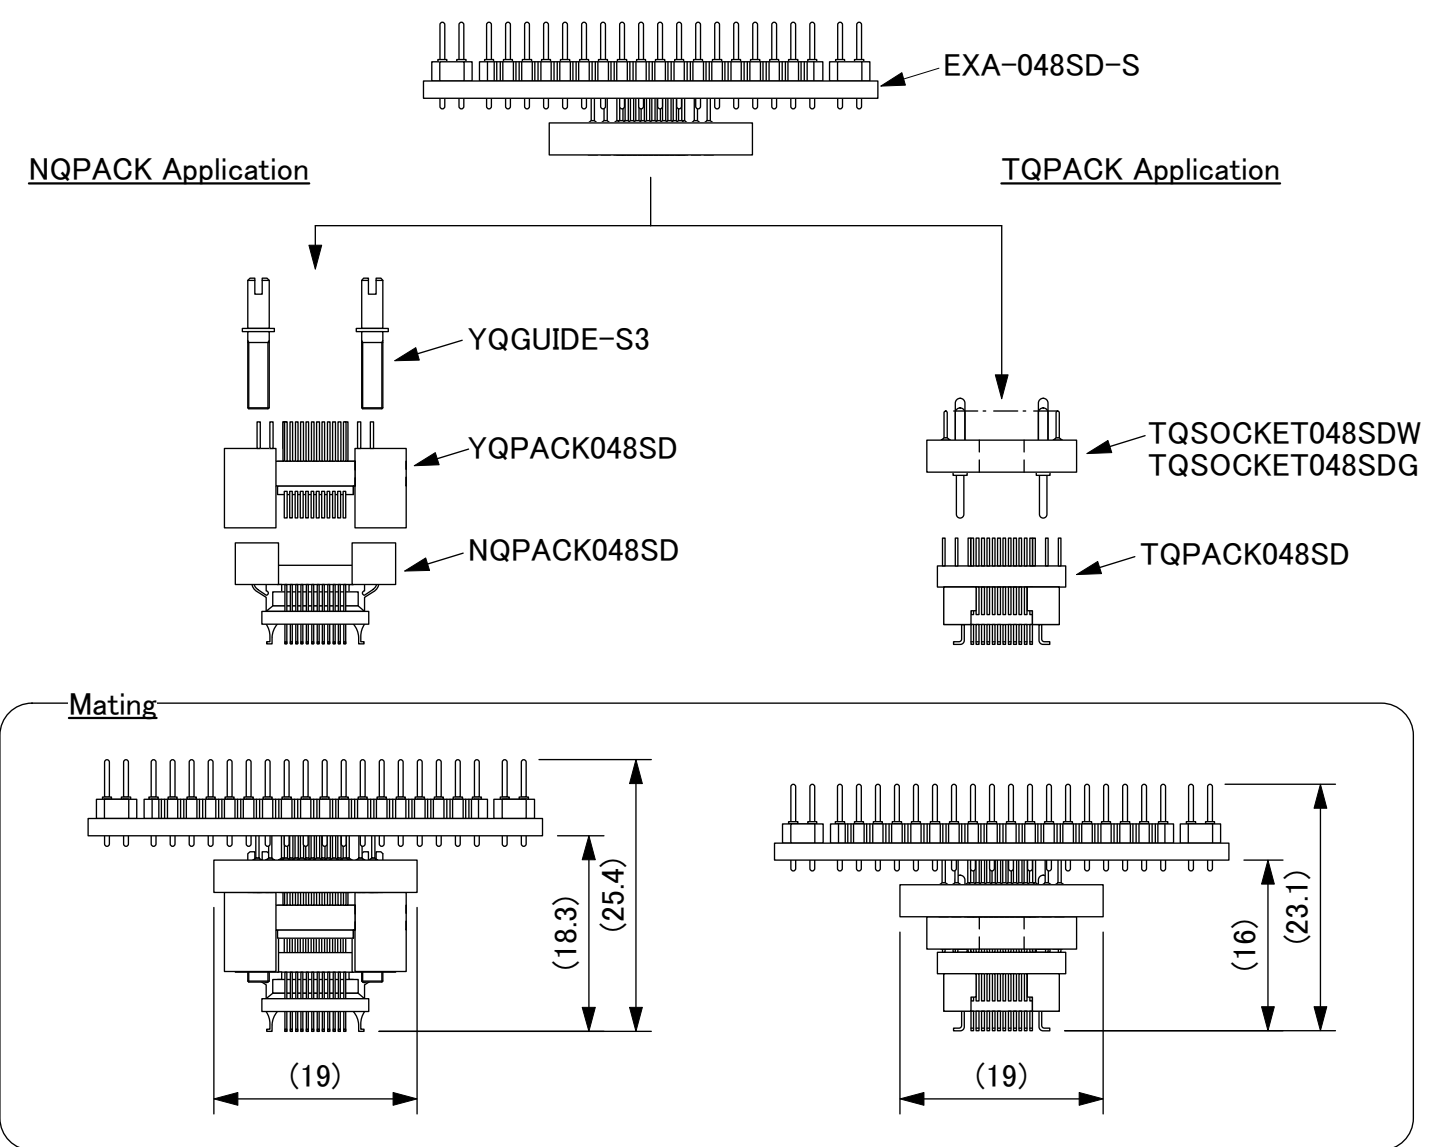 EXA-048SD-S
NQPACK Application
TQPACK Application
YQGUIDE-S3
YQPACK048SD
NQPACK048SD
TQSOCKET048SDW
TQSOCKET048SDG
TQPACK048SD
Mating
(18.3)
(25.4)
(19)
(16)
(23.1)
(19)